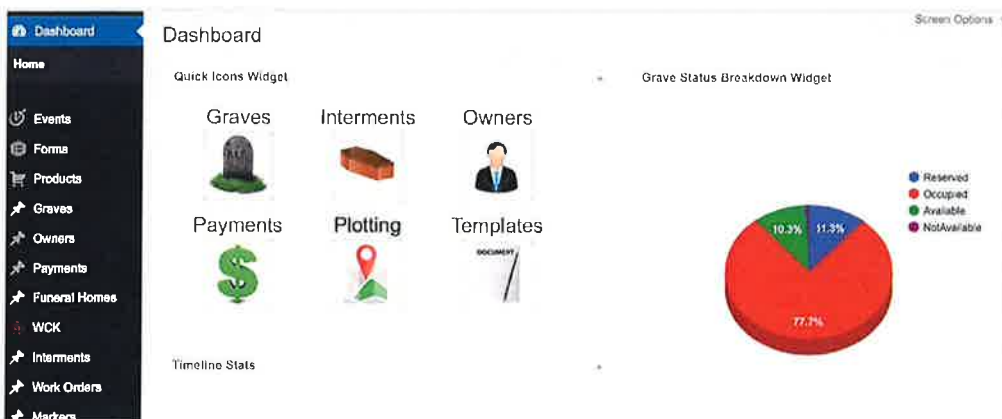 Dashboard
Home
Events
Forms
Products
Graves
Owners
Payments
Funeral Homes
WCK
Interments
Work Orders
Markers
Screen Options
Dashboard
Quick Icons Widget
Graves
Interments
Owners
Payments
Plotting
Templates
DOCUMENT
Timeline Stats
Grave Status Breakdown Widget
Reserved
Occupied
Available
NotAvailable
10.3%
11.3%
77.7%